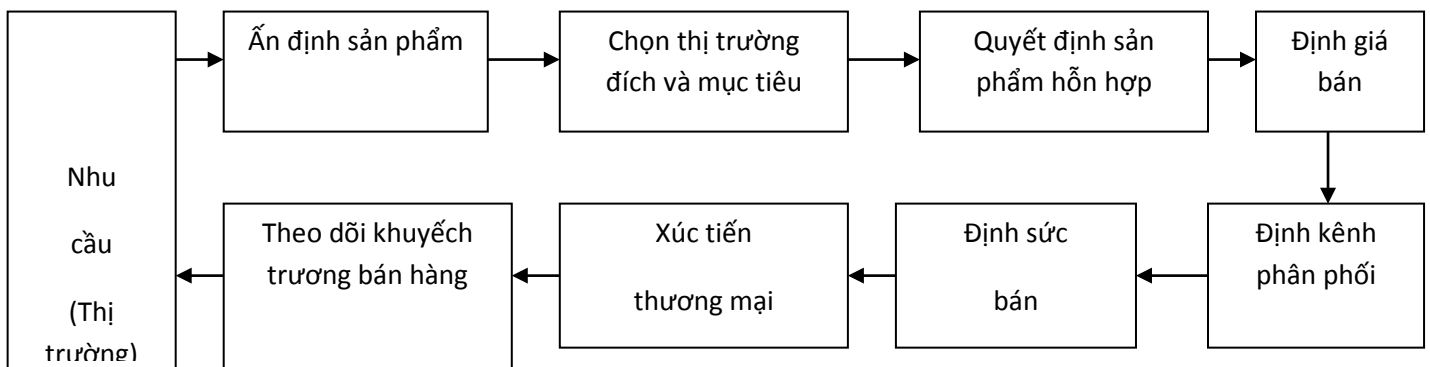 Nhu
cầu
(Thị
trường)
Ấn định sản phẩm
Chọn thị trường
đích và mục tiêu
Quyết định sản
phẩm hỗn hợp
Định giá
bán
Định kênh
phân phối
Định sức
bán
Xúc tiến
thương mại
Theo dõi khuyếch
trương bán hàng